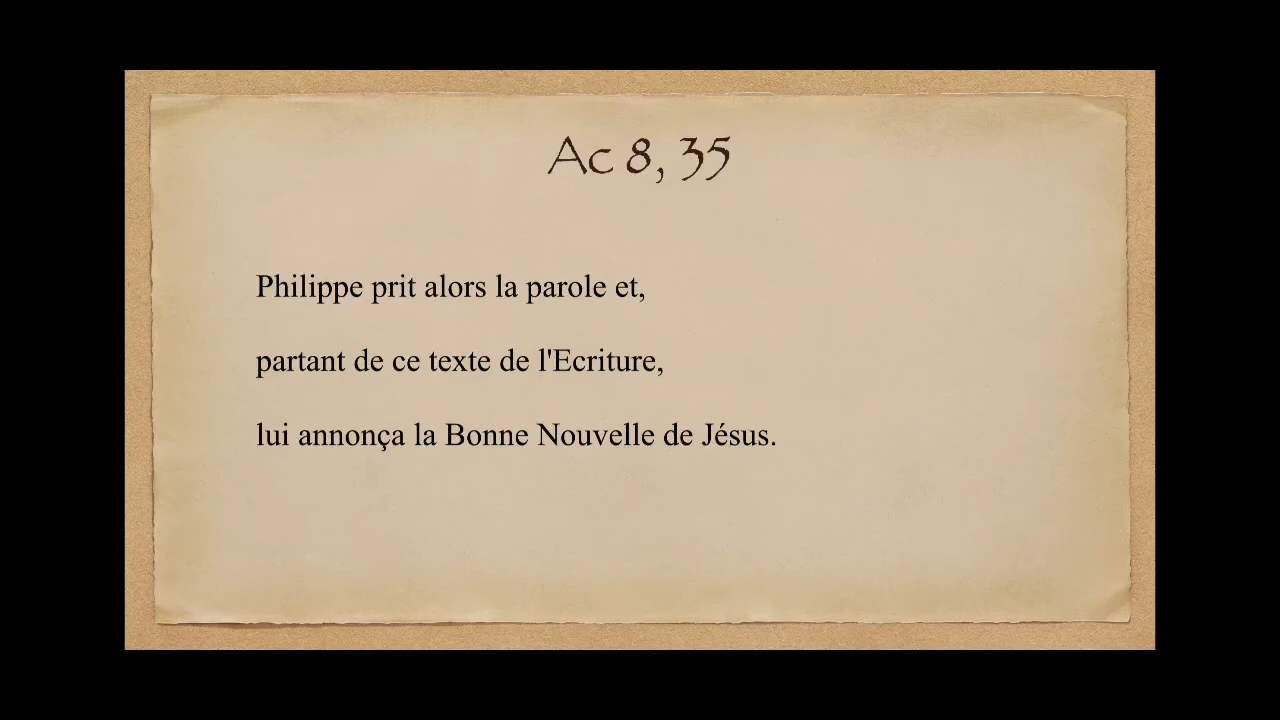 Ac 8, 35
Philippe prit alors la parole et,
partant de ce texte de l'Ecriture,
lui annonça la Bonne Nouvelle de Jésus.